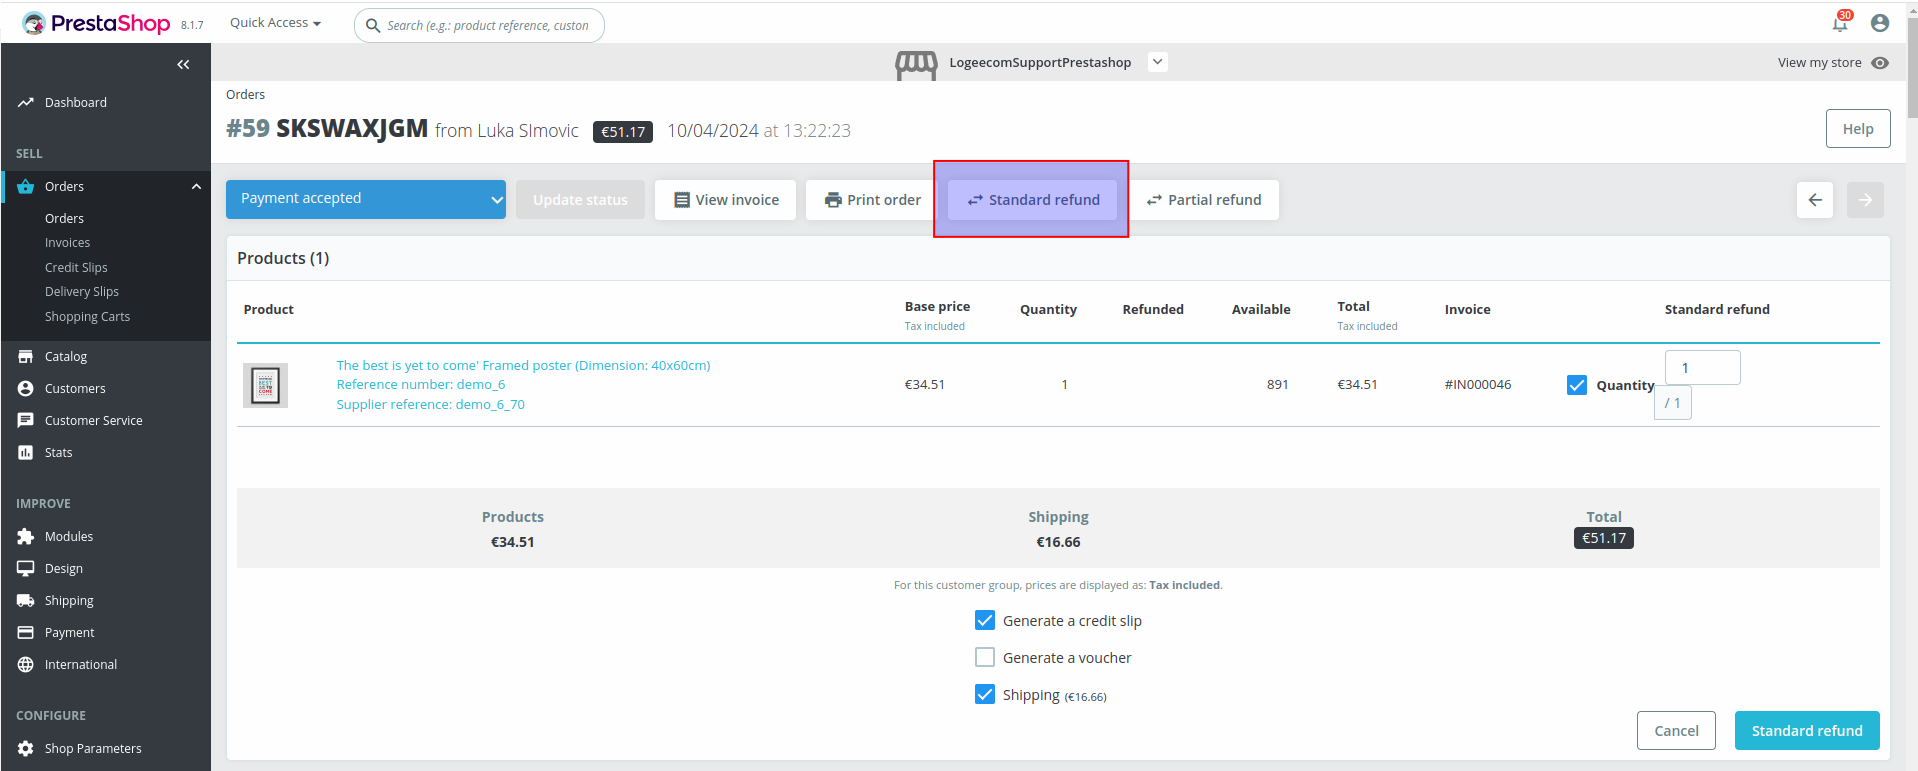 PrestaShop 8.1.7 Quick Access Search (e.g.: product reference, custon 30
LogeecomSupportPrestashop View my store
Dashboard
SELL
Orders
Orders
Invoices
Credit Slips
Delivery Slips
Shopping Carts
Catalog
Customers
Customer Service
Stats
IMPROVE
Modules
Design
Shipping
Payment
International
CONFIGURE
Shop Parameters
Orders
#59 SKSWAXJGM from Luka SImovic €51.17 10/04/2024 at 13:22:23
Help
Payment accepted Update status View invoice Print order Standard refund Partial refund
Products (1)
Product Base price Quantity Refunded Available Total Invoice Standard refund
Tax included Tax included
The best is yet to come' Framed poster (Dimension: 40x60cm)
Reference number: demo_6
Supplier reference: demo_6_70
€34.51 1 891 €34.51 #IN000046 Quantity 1
/ 1
Products Shipping Total
€34.51 €16.66 €51.17
For this customer group, prices are displayed as: Tax included.
Generate a credit slip
Generate a voucher
Shipping (€16.66)
Cancel Standard refund